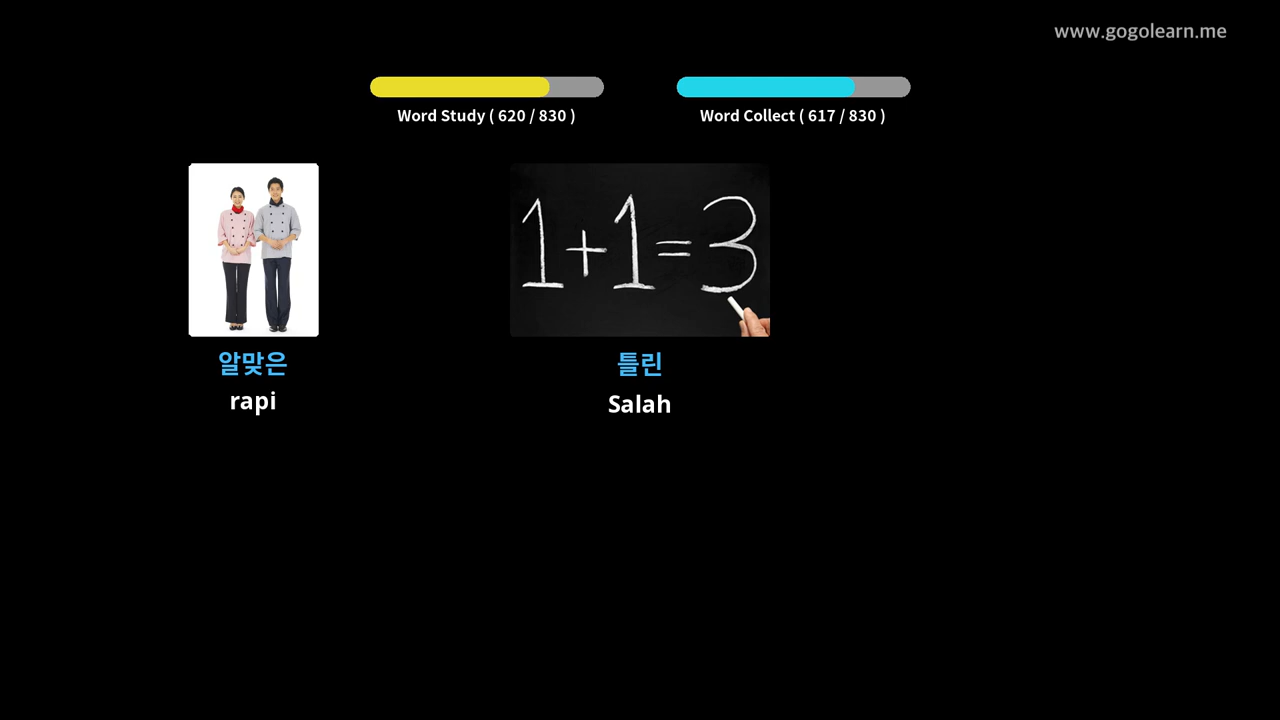 www.gogolearn.me
Word Study ( 620 / 830 )
Word Collect ( 617 / 830 )
1+1=3
알맞은
rapi
틀린
Salah